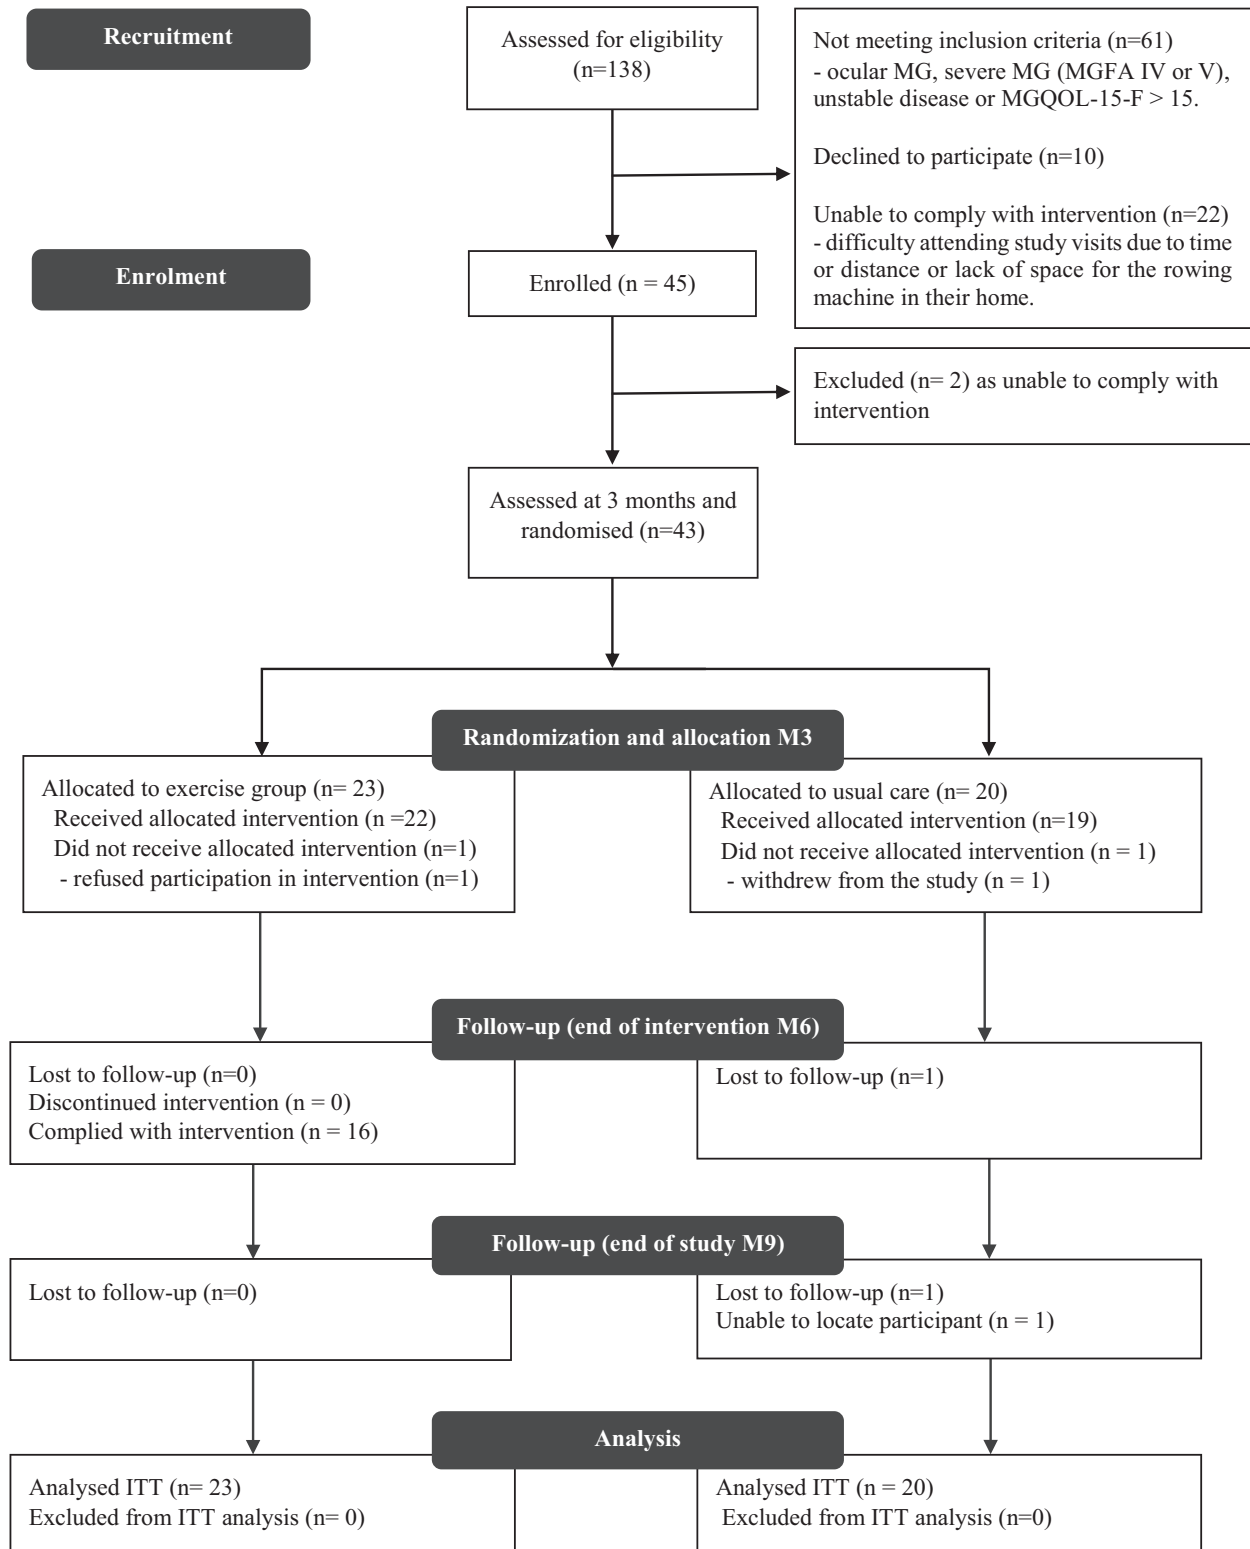 Recruitment
Assessed for eligibility
(n=138)
Not meeting inclusion criteria (n=61)
- ocular MG, severe MG (MGFA IV or V),
unstable disease or MGQOL-15-F > 15.
Declined to participate (n=10)
Unable to comply with intervention (n=22)
- difficulty attending study visits due to time
or distance or lack of space for the rowing
machine in their home.
Enrolment
Enrolled (n = 45)
Excluded (n= 2) as unable to comply with
intervention
Assessed at 3 months and
randomised (n=43)
Randomization and allocation M3
Allocated to exercise group (n= 23)
Received allocated intervention (n =22)
Did not receive allocated intervention (n=1)
- refused participation in intervention (n=1)
Allocated to usual care (n= 20)
Received allocated intervention (n=19)
Did not receive allocated intervention (n = 1)
- withdrew from the study (n = 1)
Follow-up (end of intervention M6)
Lost to follow-up (n=0)
Discontinued intervention (n = 0)
Complied with intervention (n = 16)
Lost to follow-up (n=1)
Follow-up (end of study M9)
Lost to follow-up (n=0)
Lost to follow-up (n=1)
Unable to locate participant (n = 1)
Analysis
Analysed ITT (n= 23)
Excluded from ITT analysis (n= 0)
Analysed ITT (n = 20)
Excluded from ITT analysis (n=0)